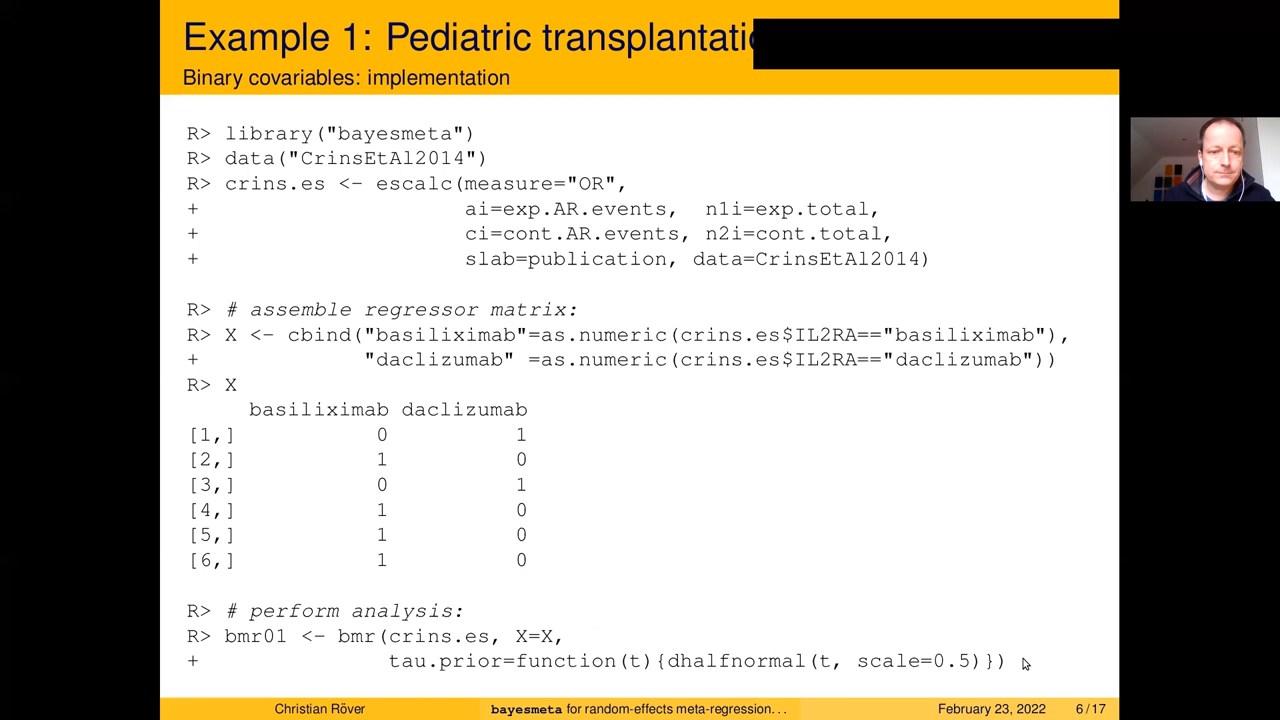 Example 1: Pediatric
Binary covariables: implementation
R> library("bayesmeta")
R> data("CrinsEtAl2014")
R> crins.es <- escalc(measure="OR",
+ ai=exp.AR.events, n1i=exp.total,
+ ci=cont.AR.events, n2i=cont.total,
+ slab=publication, data=CrinsEtAl2014)
R> # assemble regressor matrix:
R> X <- cbind("basiliximab"=as.numeric(crins.es$IL2RA=="basiliximab"),
+ "daclizumab" =as.numeric(crins.es$IL2RA=="daclizumab"))
R> X
basiliximab daclizumab
[1,] 0 1
[2,] 1 0
[3,] 0 1
[4,] 1 0
[5,] 1 0
[6,] 1 0
R> # perform analysis:
R> bmr01 <- bmr(crins.es, X=X,
+ tau.prior=function(t){dhalfnormal(t, scale=0.5)})
Christian Röver bayesmeta for random-effects meta-regression... February 23, 2022 6/17